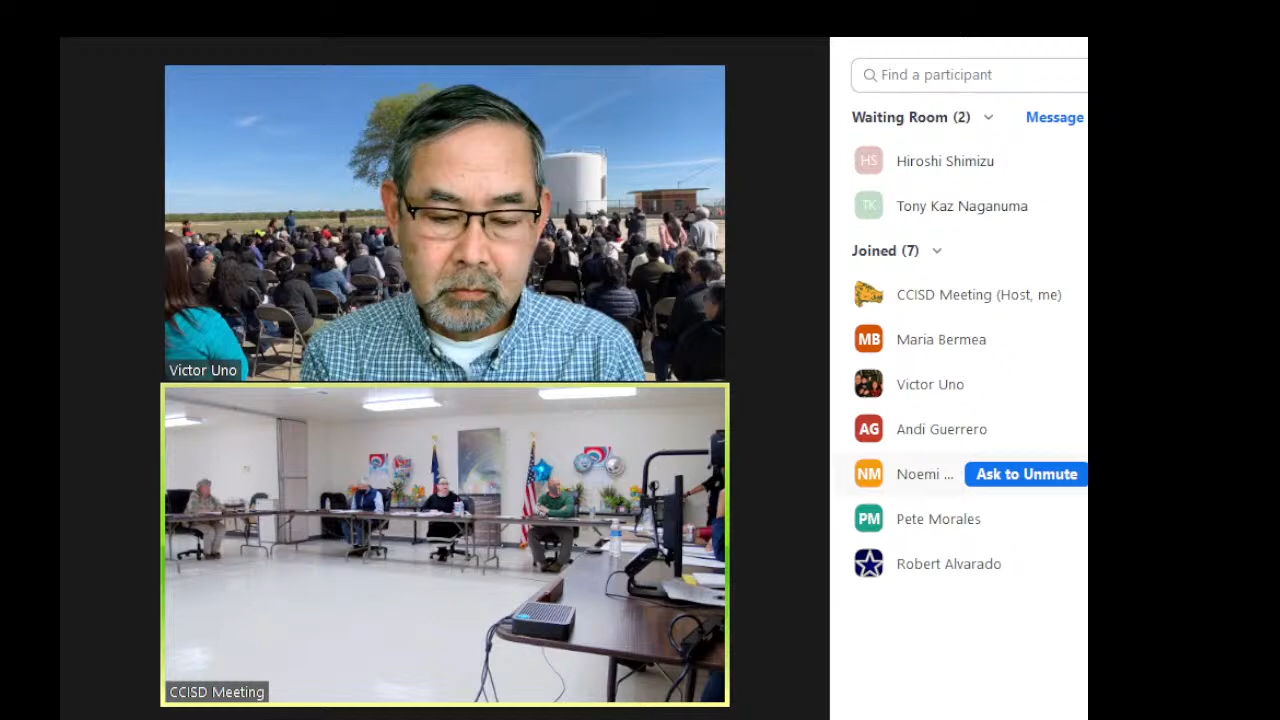 Victor Uno
CCISD Meeting
Find a participant
Waiting Room (2)
Message
HS
Hiroshi Shimizu
TK
Tony Kaz Naganuma
Joined (7)
CCISD Meeting (Host, me)
MB
Maria Bermea
Victor Uno
AG
Andi Guerrero
NM
Noemi ...
Ask to Unmute
PM
Pete Morales
Robert Alvarado